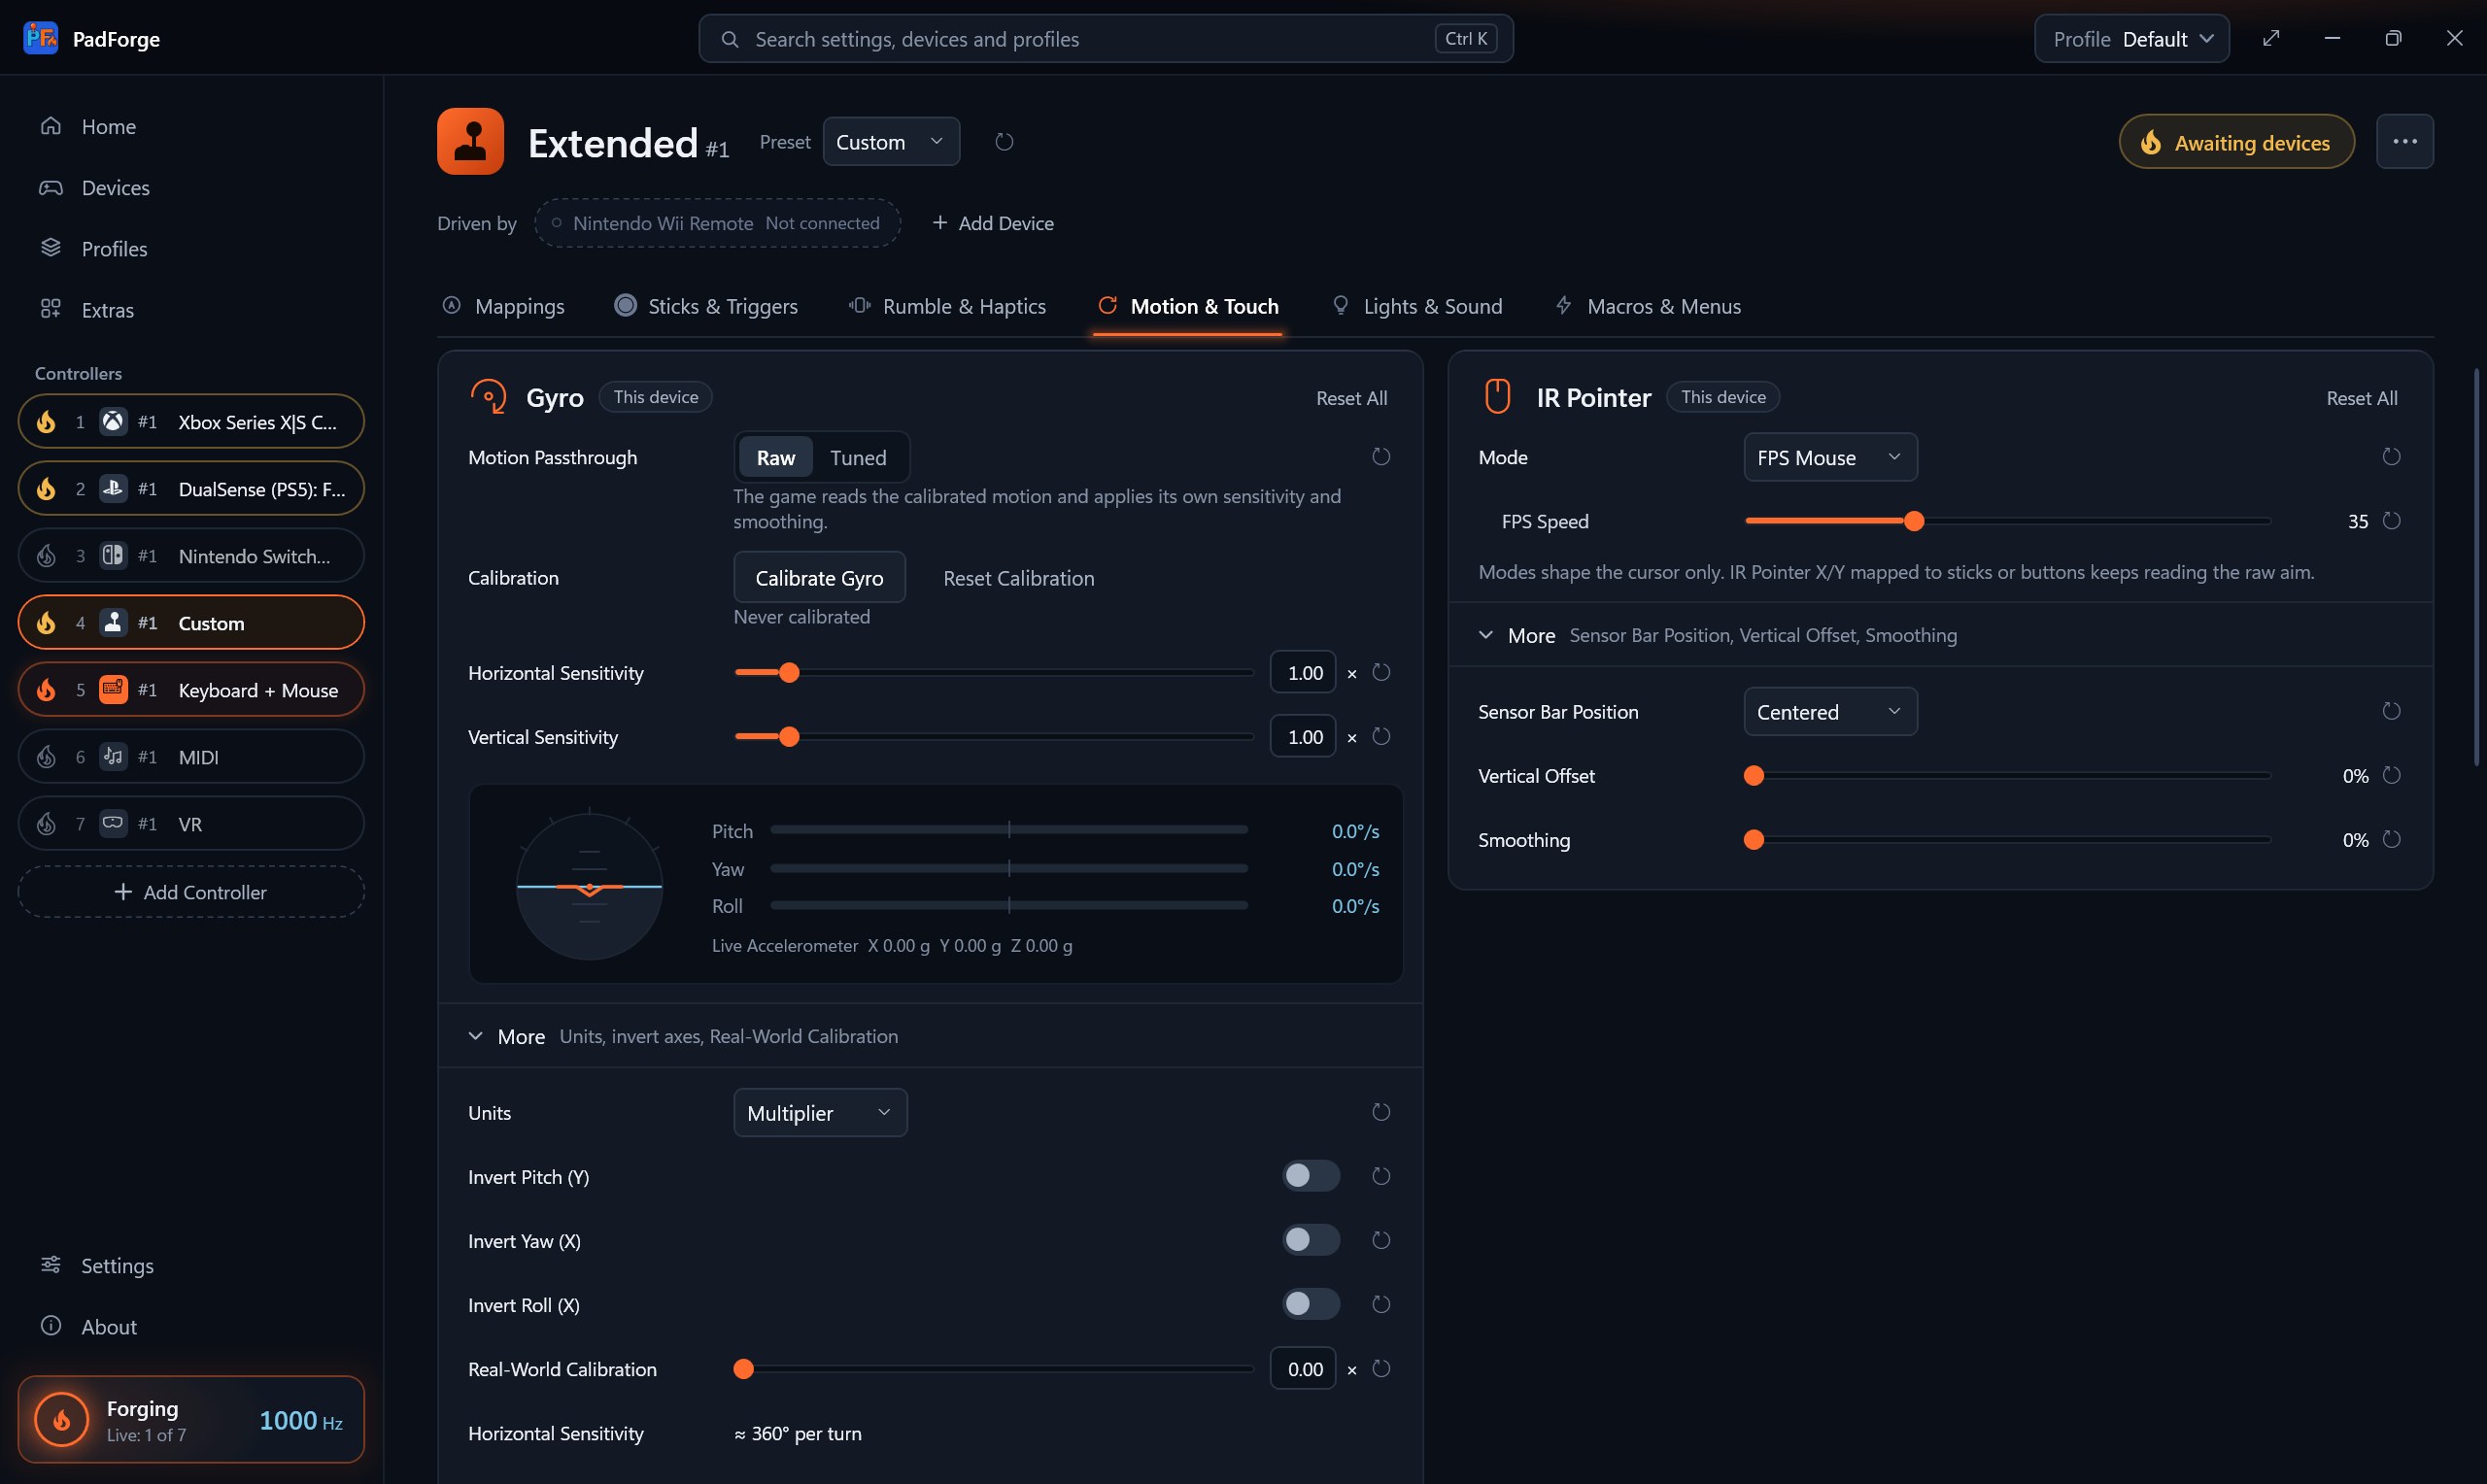 PadForge
Search settings, devices and profiles
Ctrl K
Profile Default
Home
Devices
Profiles
Extras
Controllers
1 #1 Xbox Series X|S C...
2 #1 DualSense (PS5): F...
3 #1 Nintendo Switch...
4 #1 Custom
5 #1 Keyboard + Mouse
6 #1 MIDI
7 #1 VR
+ Add Controller
Settings
About
Forging
Live: 1 of 7
1000 Hz
Extended #1
Preset Custom
Awaiting devices
Driven by Nintendo Wii Remote Not connected + Add Device
Mappings
Sticks & Triggers
Rumble & Haptics
Motion & Touch
Lights & Sound
Macros & Menus
Gyro This device Reset All
Motion Passthrough Raw Tuned
The game reads the calibrated motion and applies its own sensitivity and
smoothing.
Calibration Calibrate Gyro Reset Calibration
Never calibrated
Horizontal Sensitivity 1.00 ×
Vertical Sensitivity 1.00 ×
Pitch 0.0°/s
Yaw 0.0°/s
Roll 0.0°/s
Live Accelerometer X 0.00 g Y 0.00 g Z 0.00 g
More Units, invert axes, Real-World Calibration
Units Multiplier
Invert Pitch (Y)
Invert Yaw (X)
Invert Roll (X)
Real-World Calibration 0.00 ×
Horizontal Sensitivity ≈ 360° per turn
IR Pointer This device Reset All
Mode FPS Mouse
FPS Speed 35
Modes shape the cursor only. IR Pointer X/Y mapped to sticks or buttons keeps reading the raw aim.
More Sensor Bar Position, Vertical Offset, Smoothing
Sensor Bar Position Centered
Vertical Offset 0%
Smoothing 0%